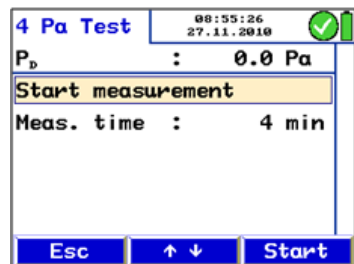 4 Pa Test
08:55:26
27.11.2010
P_D : 0.0 Pa
Start measurement
Meas. time : 4 min
Esc ↑ ↓ Start